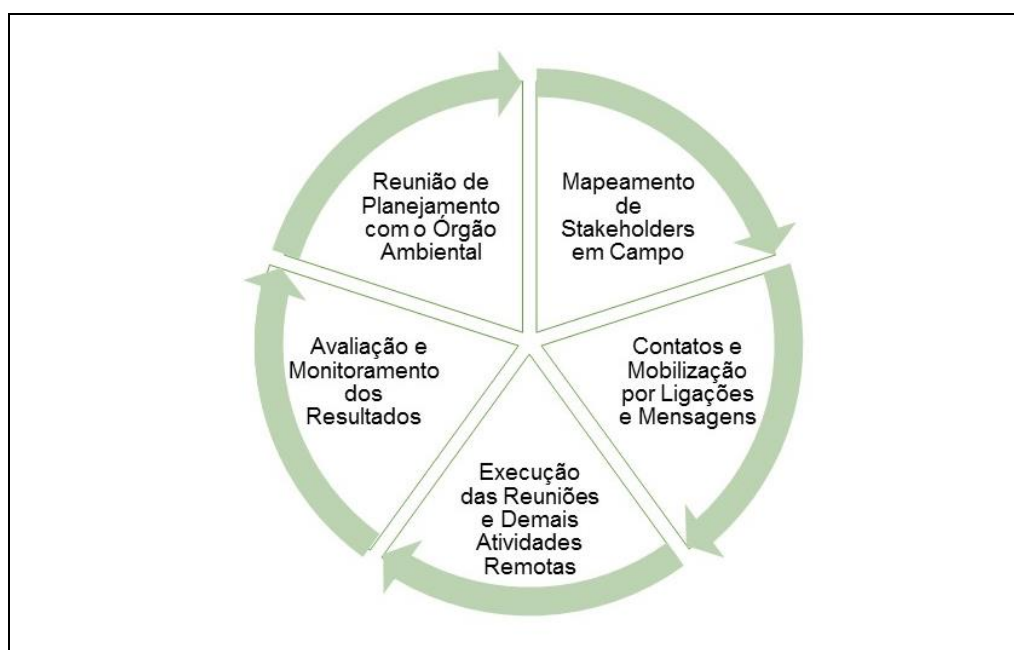 Reunião de
Planejamento
com o Órgão
Ambiental
Mapeamento
de
Stakeholders
em Campo
Contatos e
Mobilização
por Ligações
e Mensagens
Execução
das Reuniões
e Demais
Atividades
Remotas
Avaliação e
Monitoramento
dos
Resultados